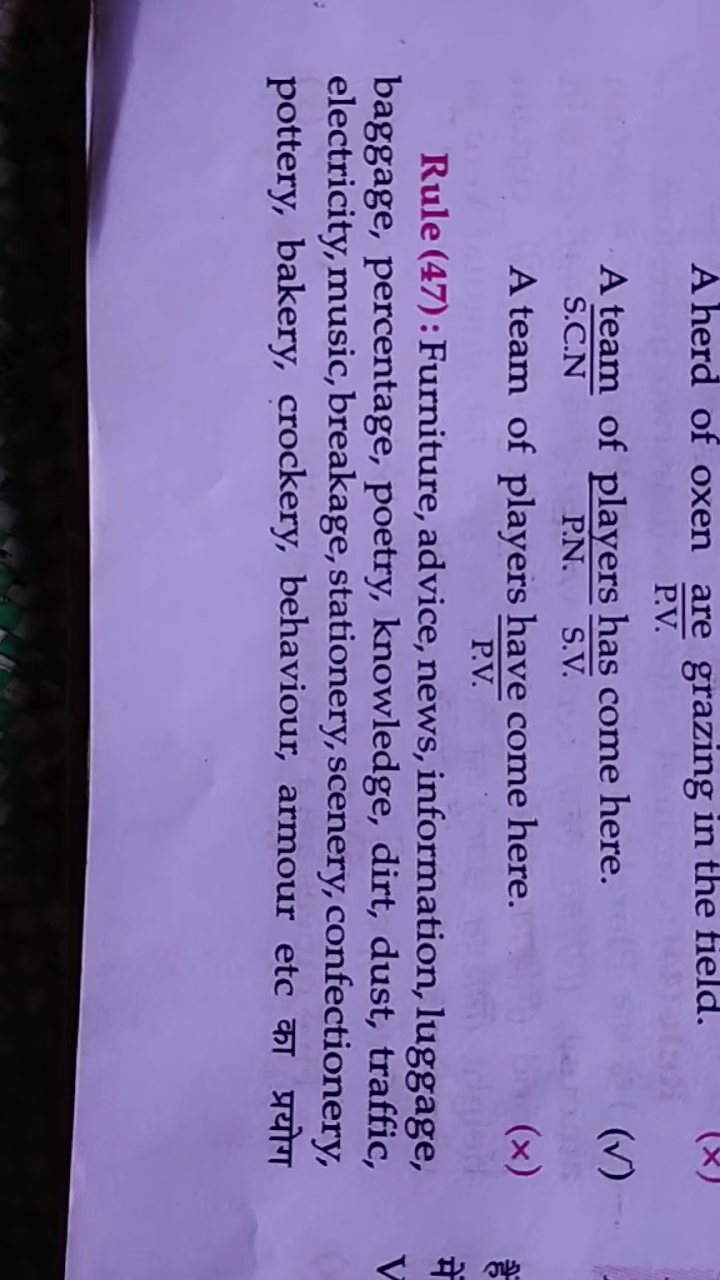 A herd of oxen are grazing in the field. (×)
P.V.
A team of players has come here. (√)
S.C.N P.N. S.V.
A team of players have come here. (×)
P.V.
Rule (47) : Furniture, advice, news, information, luggage,
baggage, percentage, poetry, knowledge, dirt, dust, traffic,
electricity, music, breakage, stationery, scenery, confectionery,
pottery, bakery, crockery, behaviour, armour etc का प्रयोग
है
में